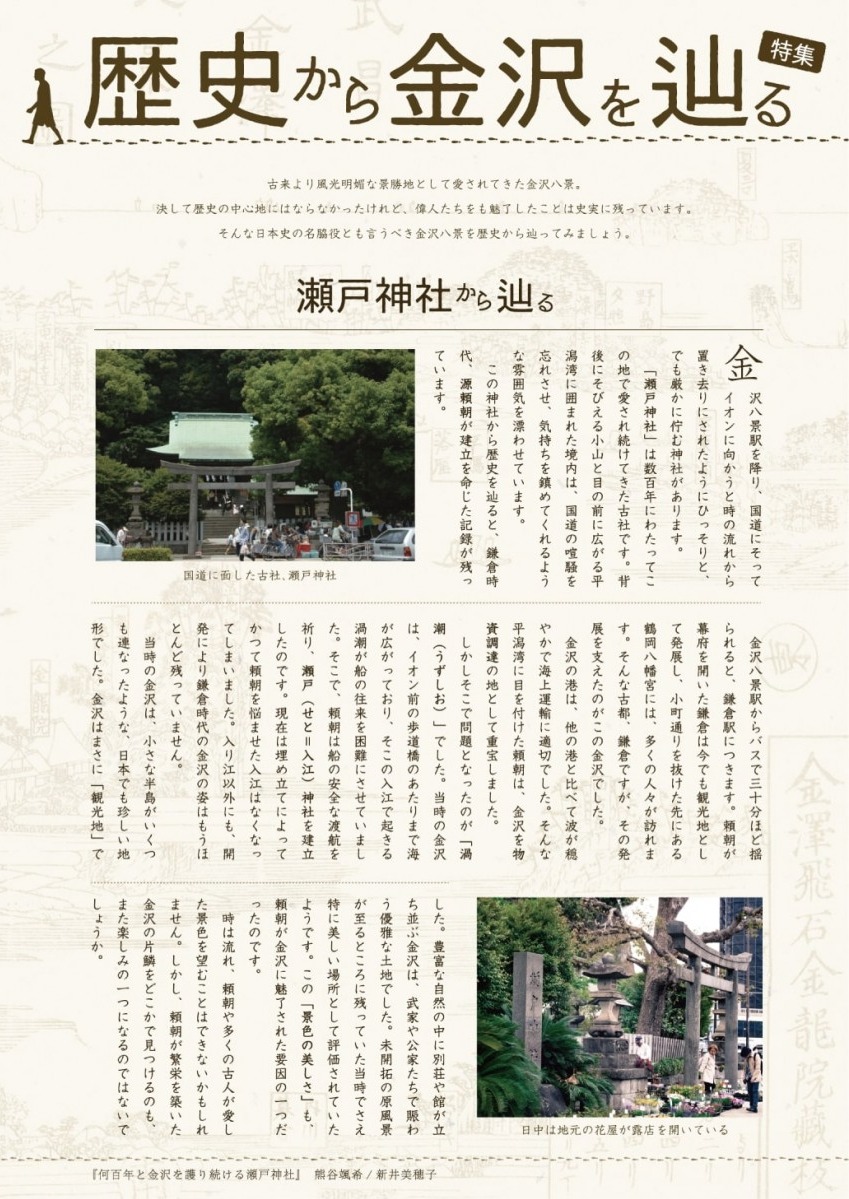 特集
歴史から金沢を辿る
古来より風光明媚な景勝地として愛されてきた金沢八景。
決して歴史の中心地にはならなかったけれど、偉人たちをも魅了したことは史実に残っています。
そんな日本史の名脇役とも言うべき金沢八景を歴史から辿ってみましょう。
瀬戸神社から辿る
金沢八景駅を降り、国道にそって
イオンに向かうと時の流れから
置き去りにされたようにひっそりと、
でも厳かに佇む神社があります。
「瀬戸神社」は数百年にわたってこ
の地で愛され続けてきた古社です。背
後にそびえる小山と目の前に広がる平
潟湾に囲まれた境内は、国道の喧騒を
忘れさせ、気持ちを鎮めてくれるよう
な雰囲気を漂わせています。
この神社から歴史を辿ると、鎌倉時
代、源頼朝が建立を命じた記録が残っ
ています。
国道に面した古社、瀬戸神社
金沢八景駅からバスで三十分ほど揺
られると、鎌倉駅につきます。頼朝が
幕府を開いた鎌倉は今でも観光地とし
て発展し、小町通りを抜けた先にある
鶴岡八幡宮には、多くの人々が訪れま
す。そんな古都、鎌倉ですが、その発
展を支えたのがこの金沢でした。
金沢の港は、他の港と比べて波が穏
やかで海上運輸に適切でした。そんな
平潟湾に目を付けた頼朝は、金沢を物
資調達の地として重宝しました。
しかしそこで問題となったのが「渦
潮（うずしお）」でした。当時の金沢
は、イオン前の歩道橋のあたりまで海
が広がっており、そこの入江で起きる
渦潮が船の往来を困難にさせていまし
た。そこで、頼朝は船の安全な渡航を
祈り、瀬戸（せと＝入江）神社を建立
したのです。現在は埋め立てによって
かつて頼朝を悩ませた入江はなくなっ
てしまいました。入り江以外にも、開
発により鎌倉時代の金沢の姿はもうほ
とんど残っていません。
当時の金沢は、小さな半島がいくつ
も連なったような、日本でも珍しい地
形でした。金沢はまさに「観光地」で
した。豊富な自然の中に別荘や館が立
ち並ぶ金沢は、武家や公家たちで賑わ
う優雅な土地でした。未開拓の原風景
が至るところに残っていた当時でさえ
特に美しい場所として評価されていた
ようです。この「景色の美しさ」も、
頼朝が金沢に魅了された要因の一つだ
ったのです。
時は流れ、頼朝や多くの古人が愛し
た景色を望むことはできないかもしれ
ません。しかし、頼朝が繁栄を築いた
金沢の片鱗をどこかで見つけるのも、
また楽しみの一つになるのではないで
しょうか。
日中は地元の花屋が露店を開いている
『何百年と金沢を護り続ける瀬戸神社』 熊谷颯希/新井美穂子
金澤飛石金龍院蔵板